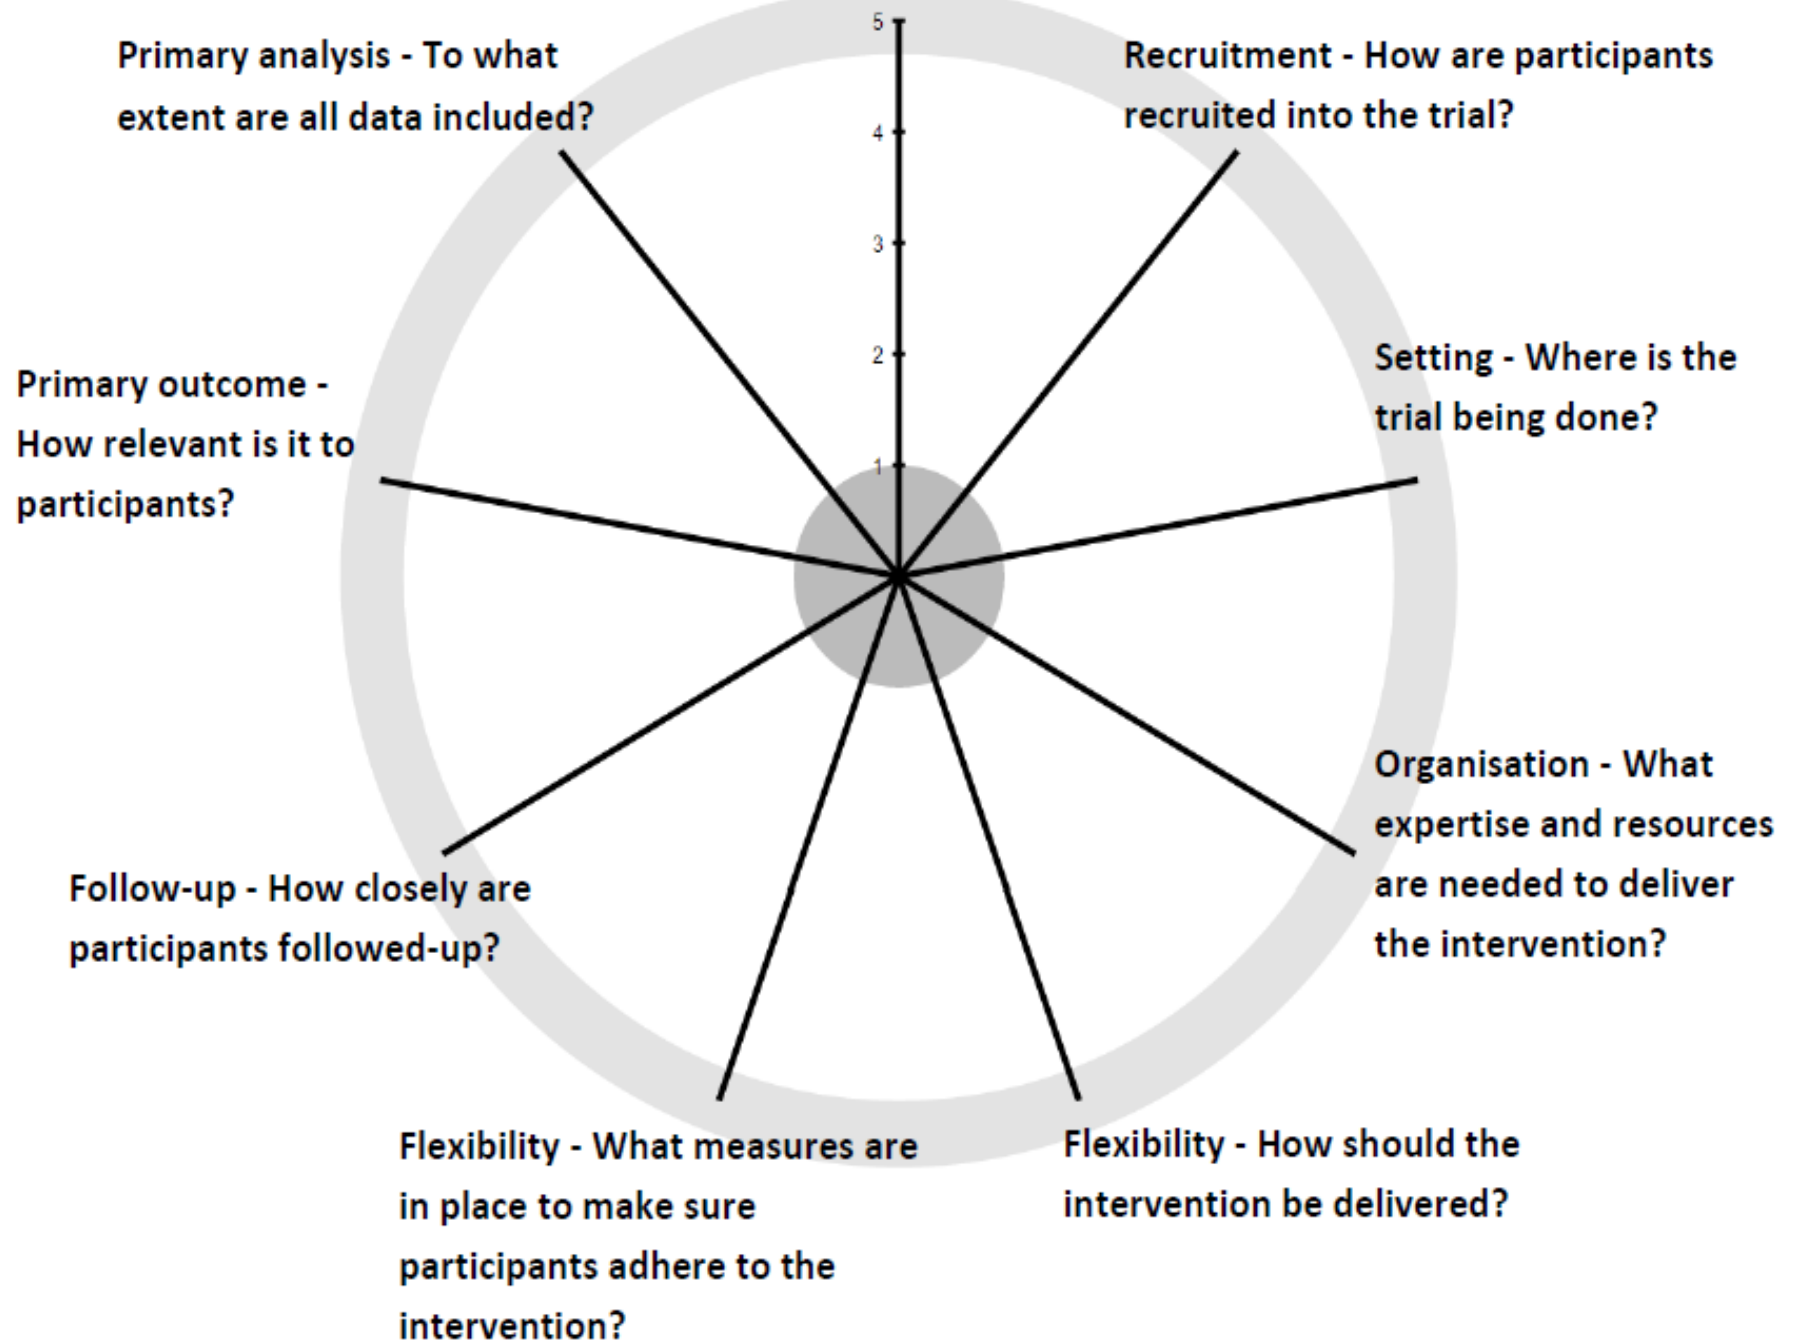 5
4
3
2
1
Recruitment - How are participants
recruited into the trial?
Setting - Where is the
trial being done?
Organisation - What
expertise and resources
are needed to deliver
the intervention?
Flexibility - How should the
intervention be delivered?
Flexibility - What measures are
in place to make sure
participants adhere to the
intervention?
Follow-up - How closely are
participants followed-up?
Primary outcome -
How relevant is it to
participants?
Primary analysis - To what
extent are all data included?